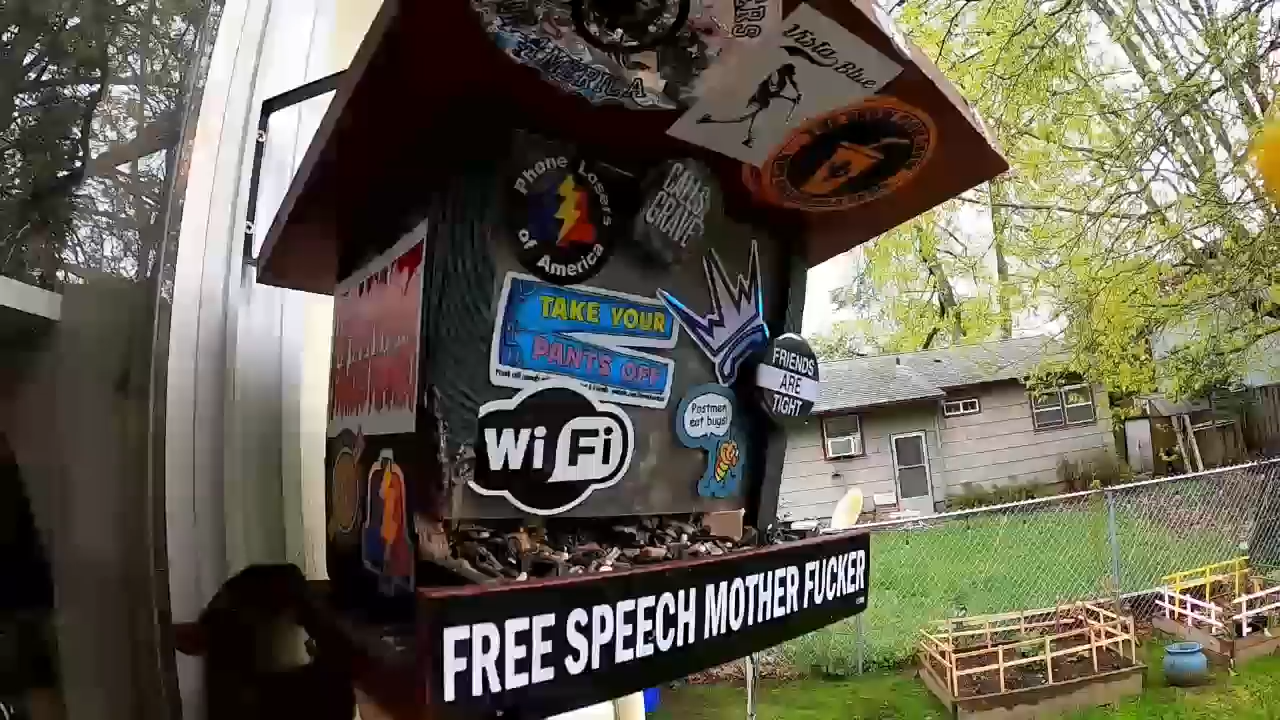 AMERICA
Vista Blue
Phone Losers
of America
CALLS
GRAVE
TAKE YOUR
PANTS OFF
FRIENDS
ARE
TIGHT
Postmen
eat bugs!
WiFi
FREE SPEECH MOTHER FUCKER